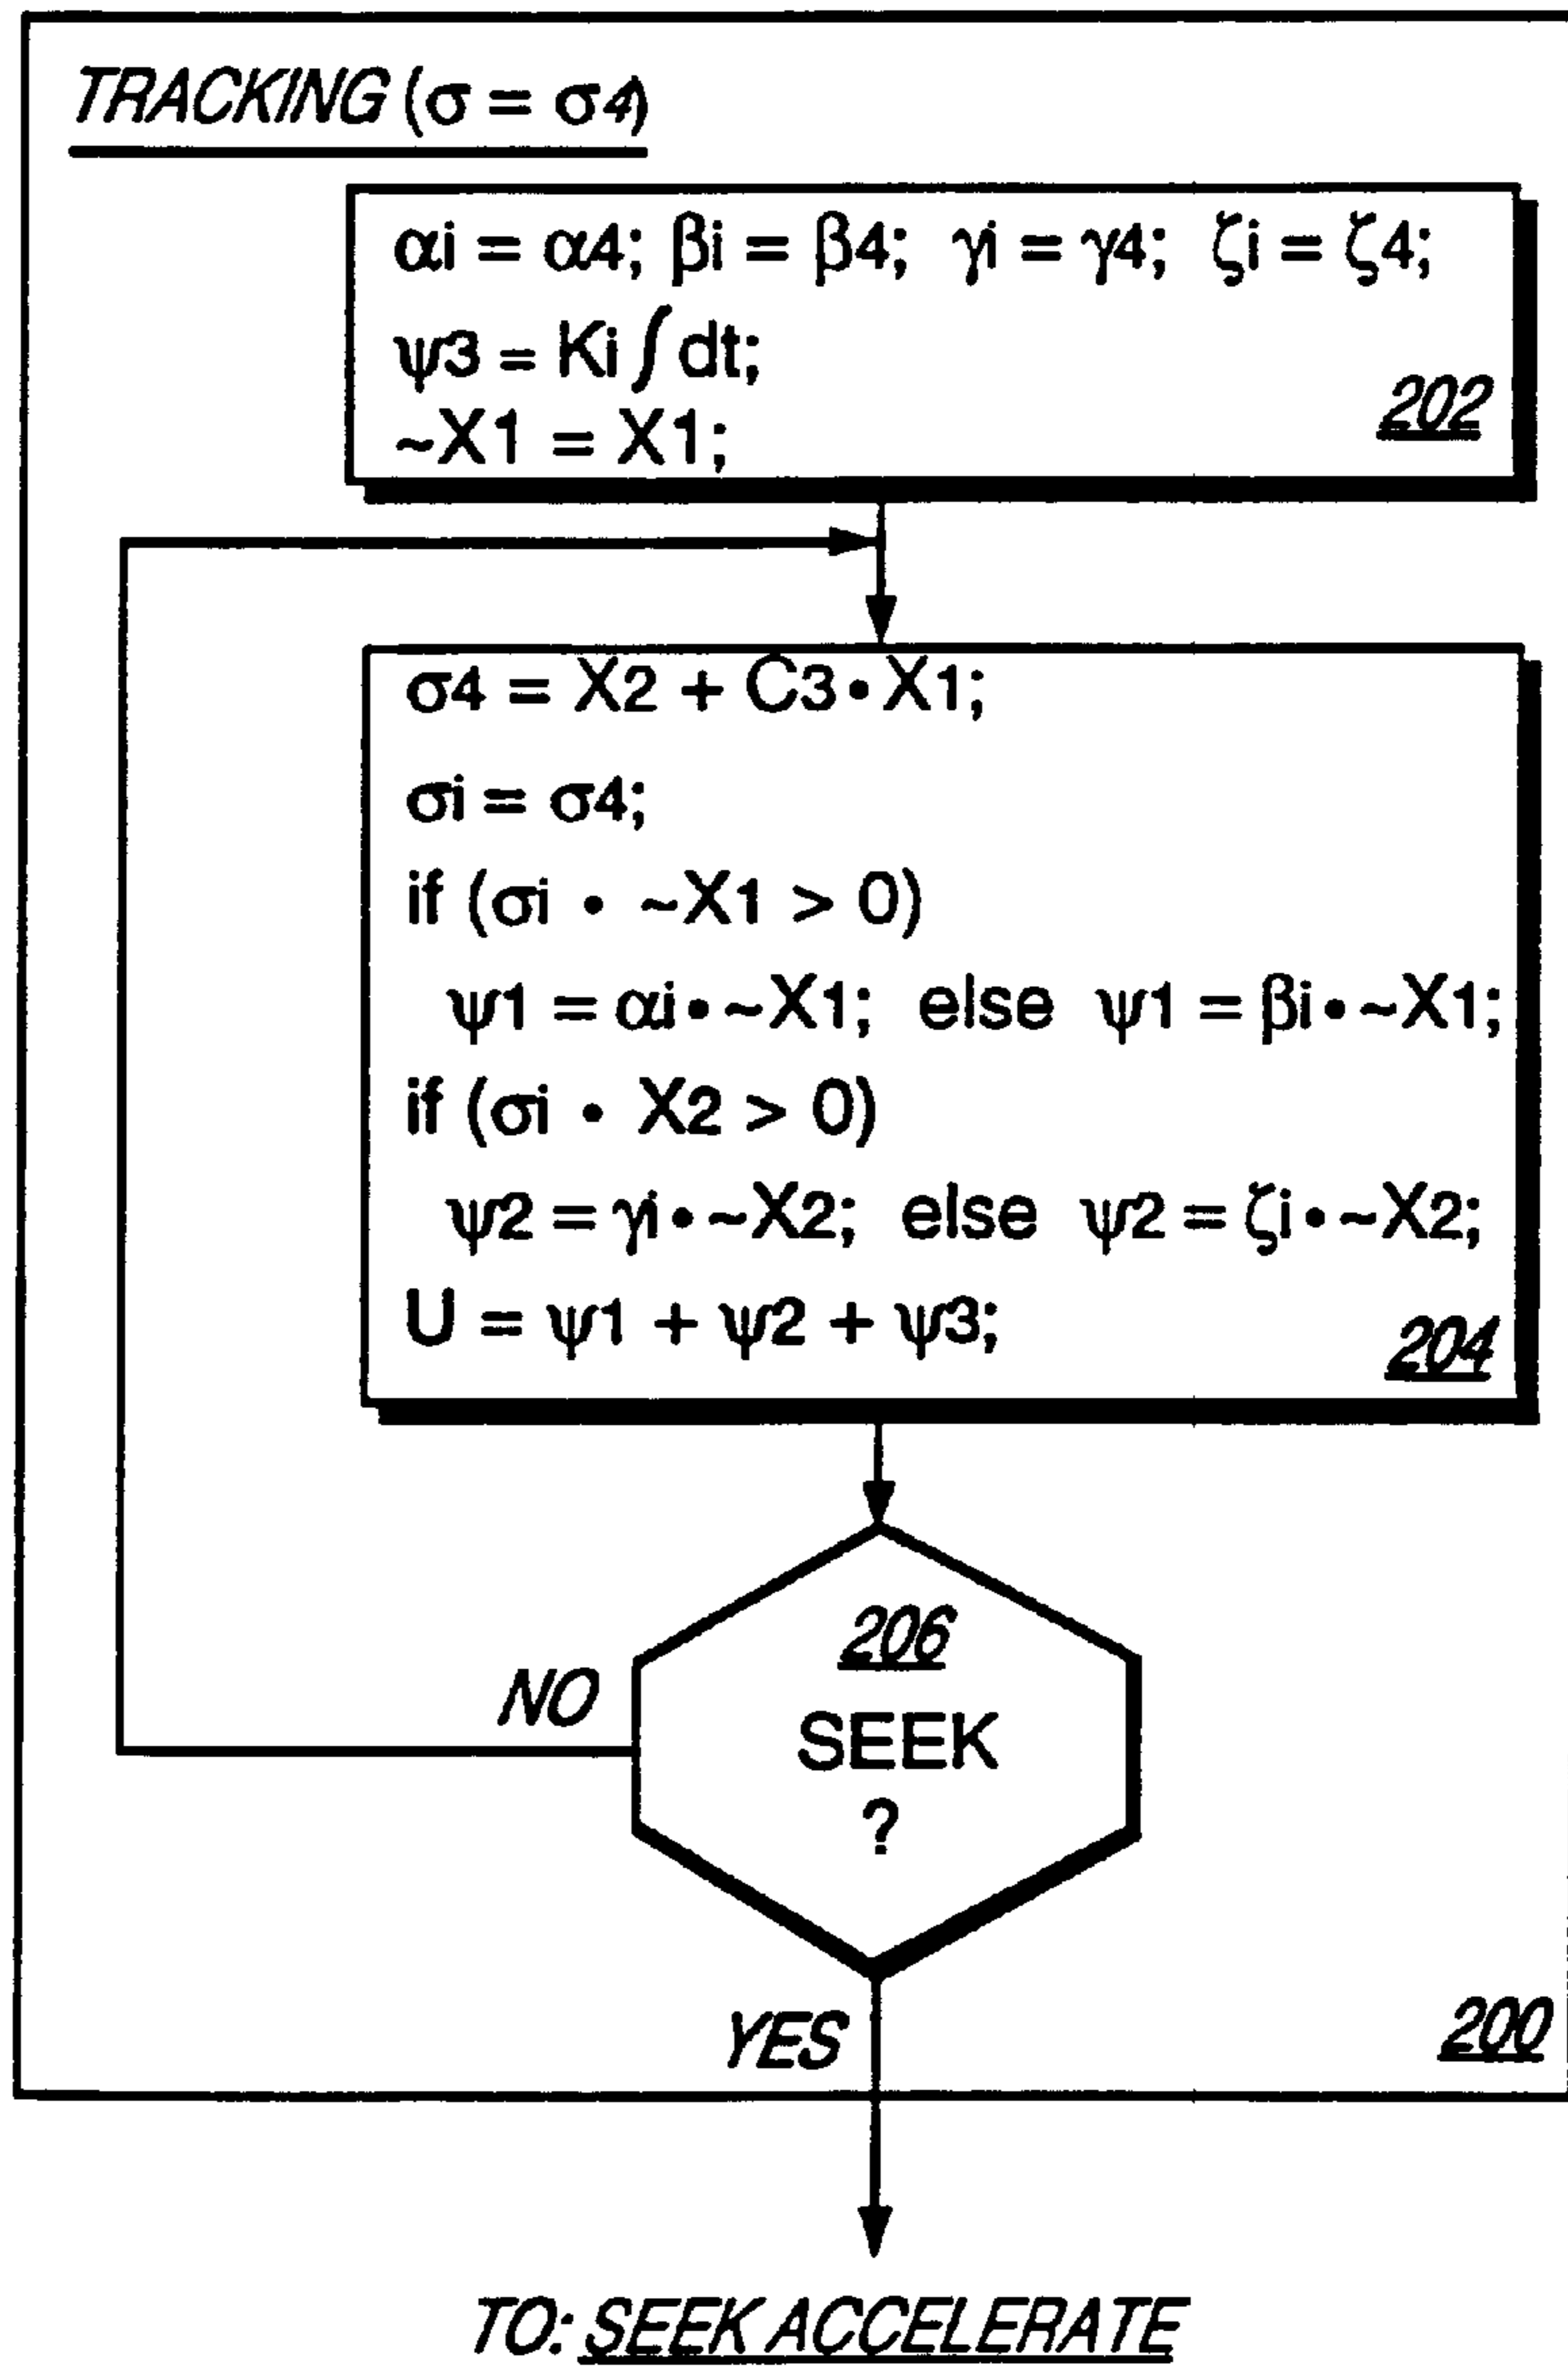 TRACKING (σ = σ4)
αi = α4; βi = β4; γi = γ4; ζi = ζ4;
ψ3 = Ki ∫ dt;
~X1 = X1;
202
σ4 = X2 + C3•X1;
σi = σ4;
if (σi • ~X1 > 0)
ψ1 = αi•~X1; else ψ1 = βi•~X1;
if (σi • X2 > 0)
ψ2 = γi•~X2; else ψ2 = ζi•~X2;
U = ψ1 + ψ2 + ψ3;
204
206
SEEK
?
NO
YES
200
TO: SEEK ACCELERATE